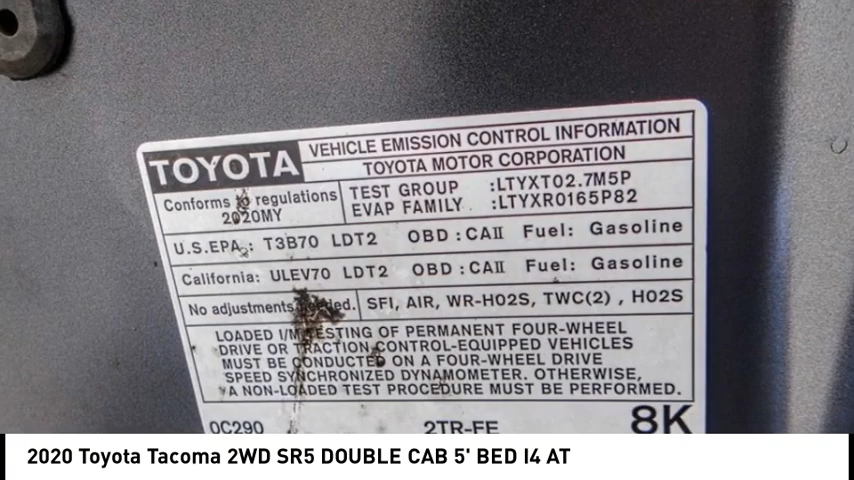 TOYOTA
VEHICLE EMISSION CONTROL INFORMATION
TOYOTA MOTOR CORPORATION
Conforms to regulations
2020MY
TEST GROUP :LTYXT02.7M5P
EVAP FAMILY :LTYXR0165P82
U.S.EPA : T3B70 LDT2 OBD : CAII Fuel: Gasoline
California: ULEV70 LDT2 OBD : CAII Fuel: Gasoline
No adjustments needed.
SFI, AIR, WR-HO2S, TWC(2) , HO2S
LOADED I/M TESTING OF PERMANENT FOUR-WHEEL
DRIVE OR TRACTION CONTROL-EQUIPPED VEHICLES
MUST BE CONDUCTED ON A FOUR-WHEEL DRIVE
SPEED SYNCHRONIZED DYNAMOMETER. OTHERWISE,
A NON-LOADED TEST PROCEDURE MUST BE PERFORMED.
0C290 2TR-FE 8K
2020 Toyota Tacoma 2WD SR5 DOUBLE CAB 5' BED I4 AT